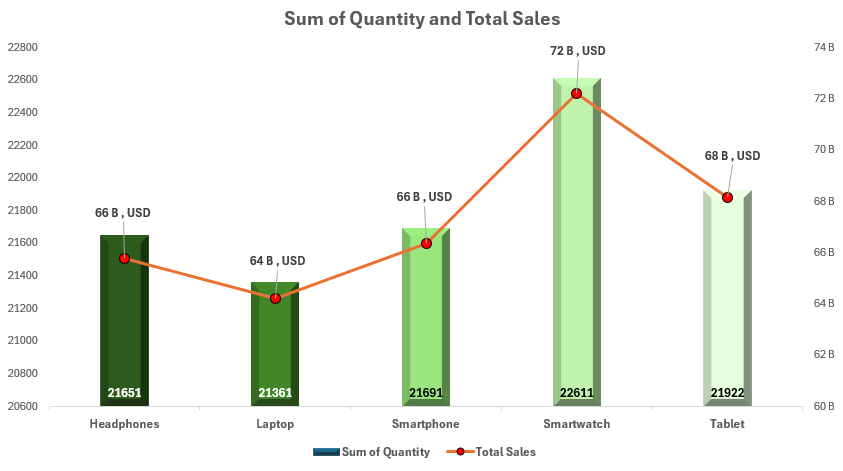 Sum of Quantity and Total Sales
22800
22600
22400
22200
22000
21800
21600
21400
21200
21000
20800
20600
74 B
72 B
70 B
68 B
66 B
64 B
62 B
60 B
66 B , USD
64 B , USD
66 B , USD
72 B , USD
68 B , USD
21651
21361
21691
22611
21922
Headphones
Laptop
Smartphone
Smartwatch
Tablet
Sum of Quantity
Total Sales